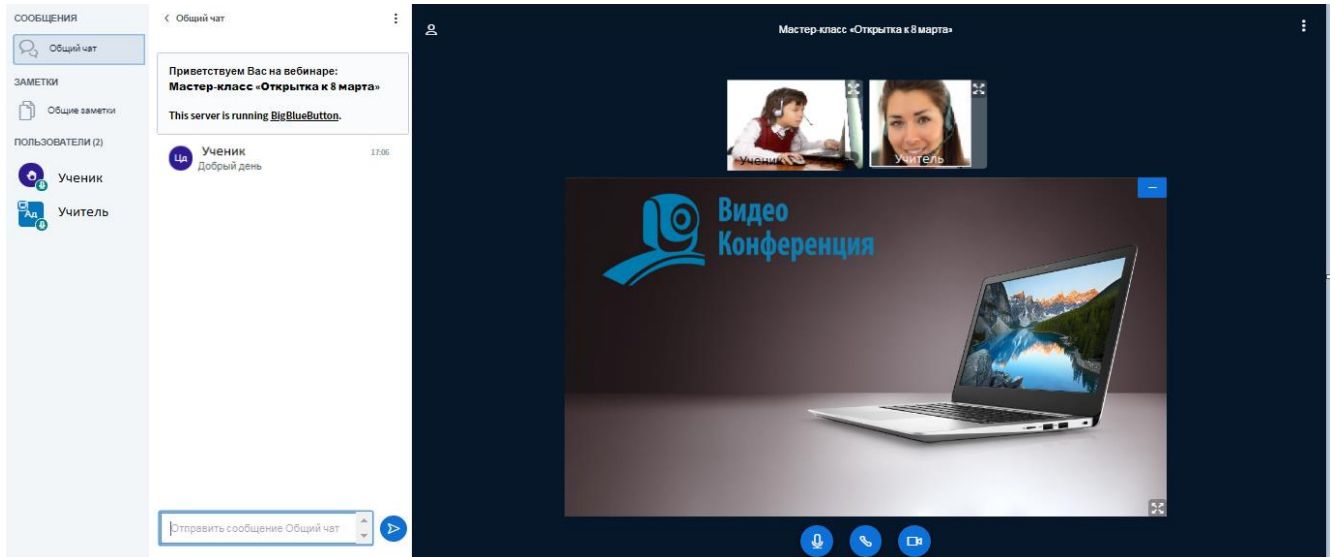 СООБЩЕНИЯ
Общий чат
ЗАМЕТКИ
Общие заметки
ПОЛЬЗОВАТЕЛИ (2)
Ученик
Ад
Учитель
Общий чат
Приветствуем Вас на вебинаре:
Мастер-класс «Открытка к 8 марта»
This server is running BigBlueButton.
Цд
Ученик
17:06
Добрый день
Отправить сообщение Общий чат
Мастер-класс «Открытка к 8 марта»
Ученик
Учитель
Видео
Конференция